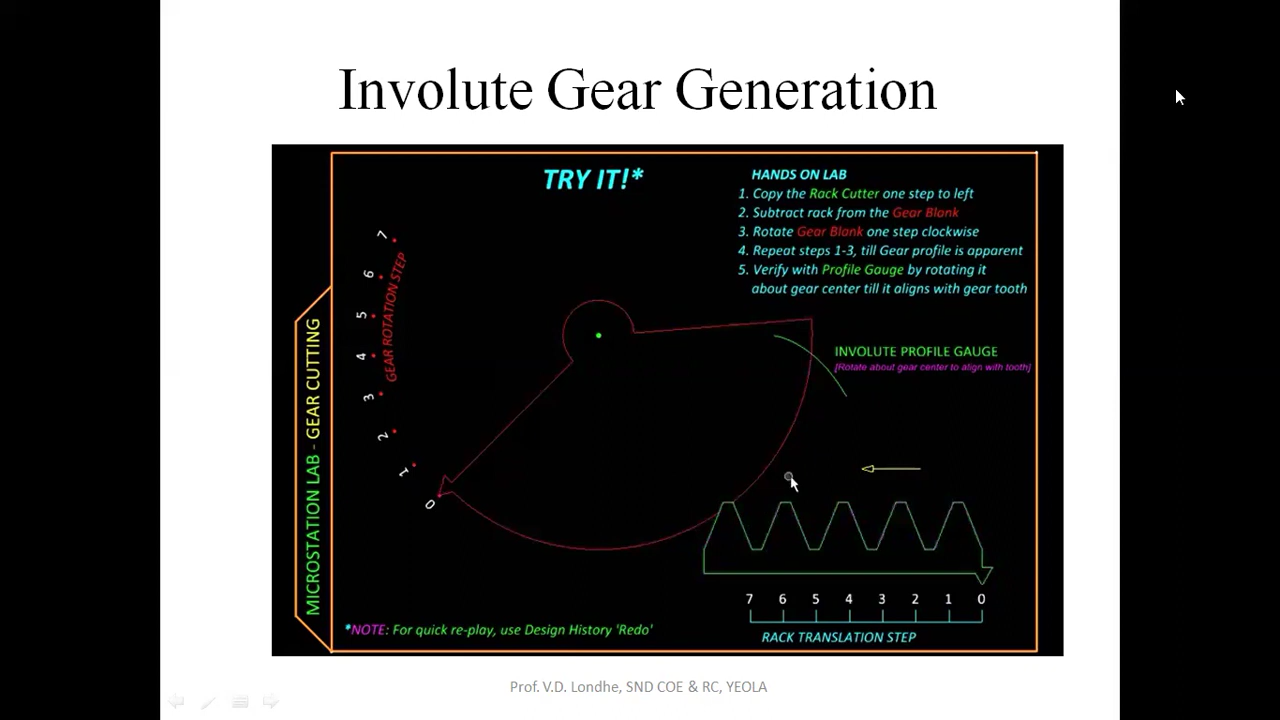 Involute Gear Generation
TRY IT!*
HANDS ON LAB
1. Copy the Rack Cutter one step to left
2. Subtract rack from the Gear Blank
3. Rotate Gear Blank one step clockwise
4. Repeat steps 1-3, till Gear profile is apparent
5. Verify with Profile Gauge by rotating it
about gear center till it aligns with gear tooth
7
6
5
4
3
2
1
0
GEAR ROTATION STEP
MICROSTATION LAB - GEAR CUTTING
INVOLUTE PROFILE GAUGE
[Rotate about gear center to align with tooth]
7 6 5 4 3 2 1 0
RACK TRANSLATION STEP
*NOTE: For quick re-play, use Design History 'Redo'
Prof. V.D. Londhe, SND COE & RC, YEOLA